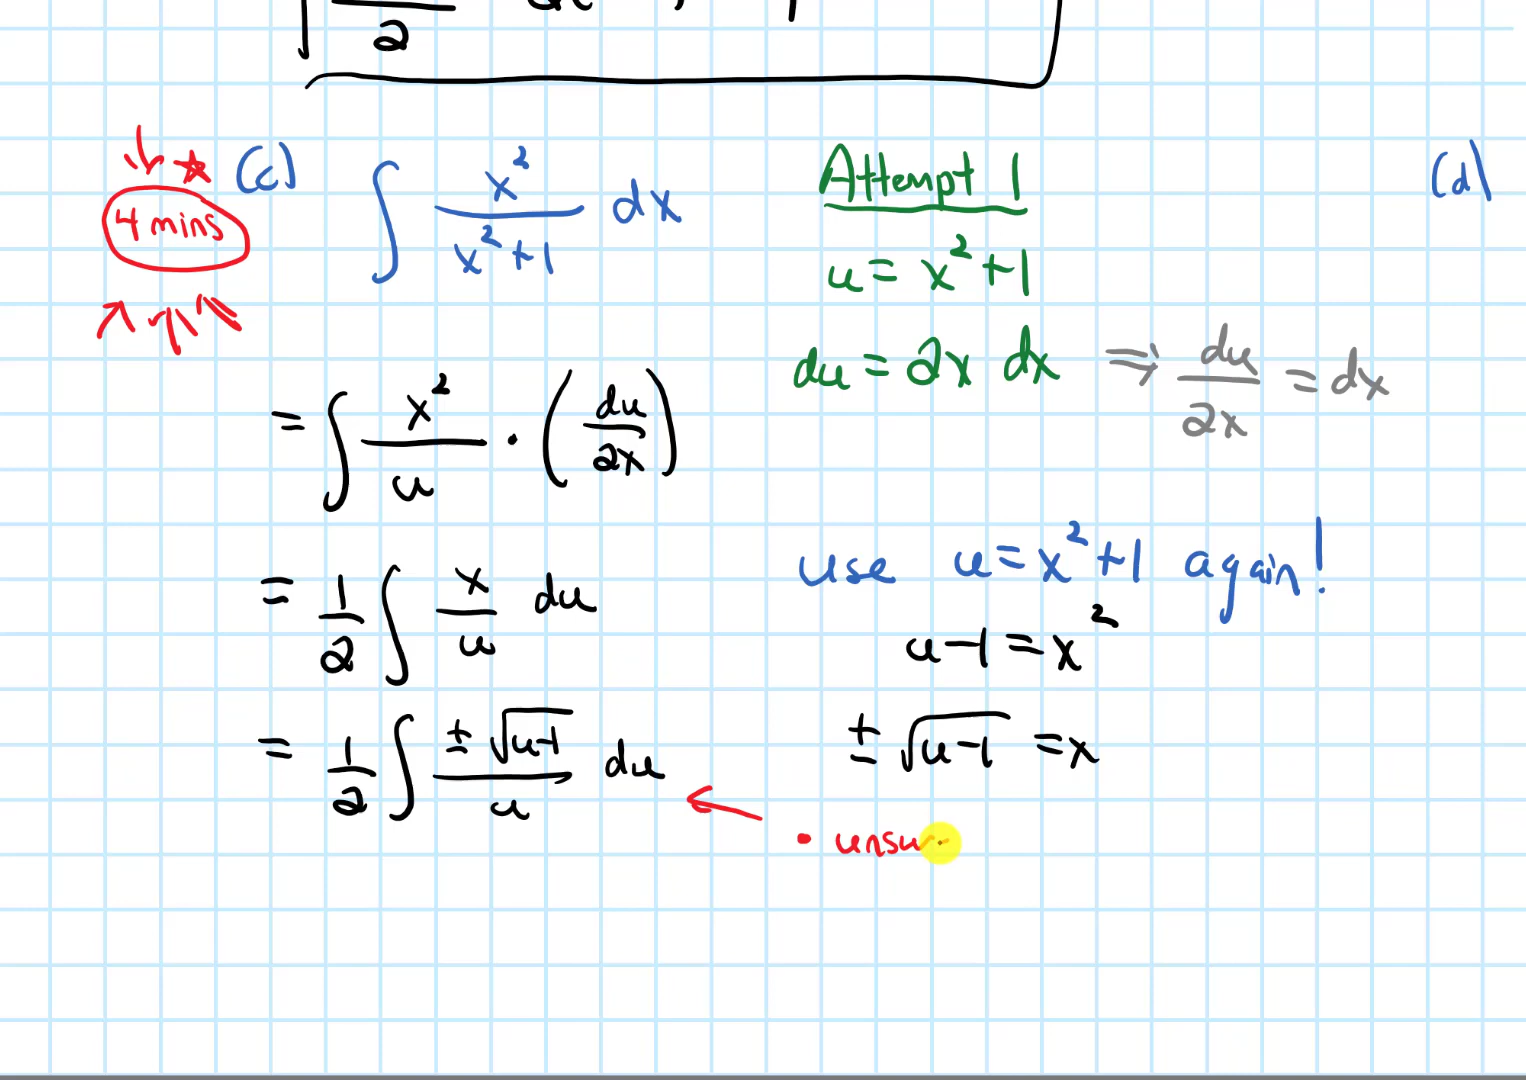 2
(c) ∫ x²/(x²+1) dx
4 mins
Attempt 1
u = x²+1
du = 2x dx ⇒ du/2x = dx
(d)
= ∫ x²/u · (du/2x)
= 1/2 ∫ x/u du
use u=x²+1 again!
u-1 = x²
= 1/2 ∫ ±√(u-1)/u du
±√(u-1) = x
• unsu